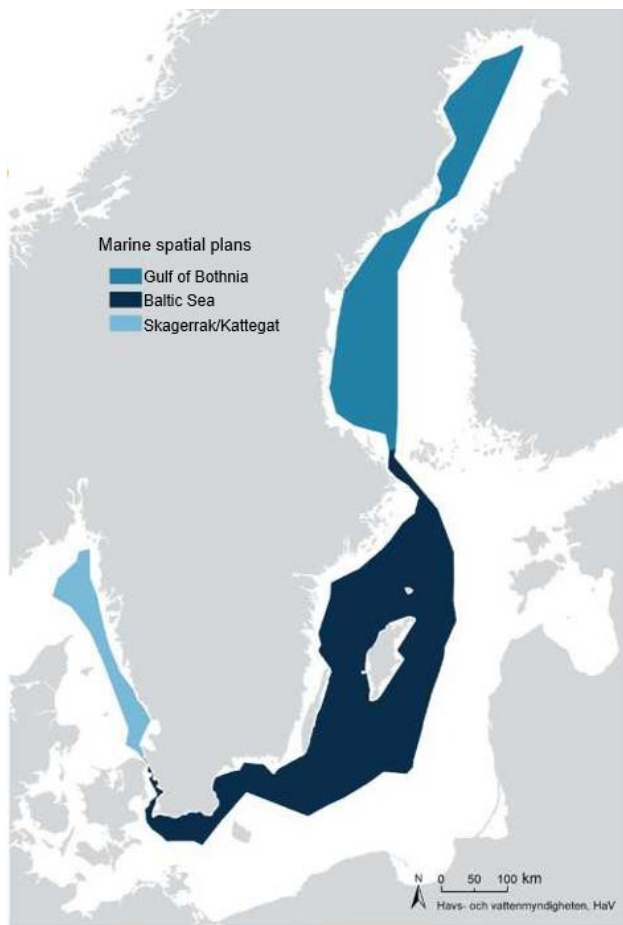 Marine spatial plans
Gulf of Bothnia
Baltic Sea
Skagerrak/Kattegat
N 0 50 100 km
Havs- och vattenmyndigheten, HaV